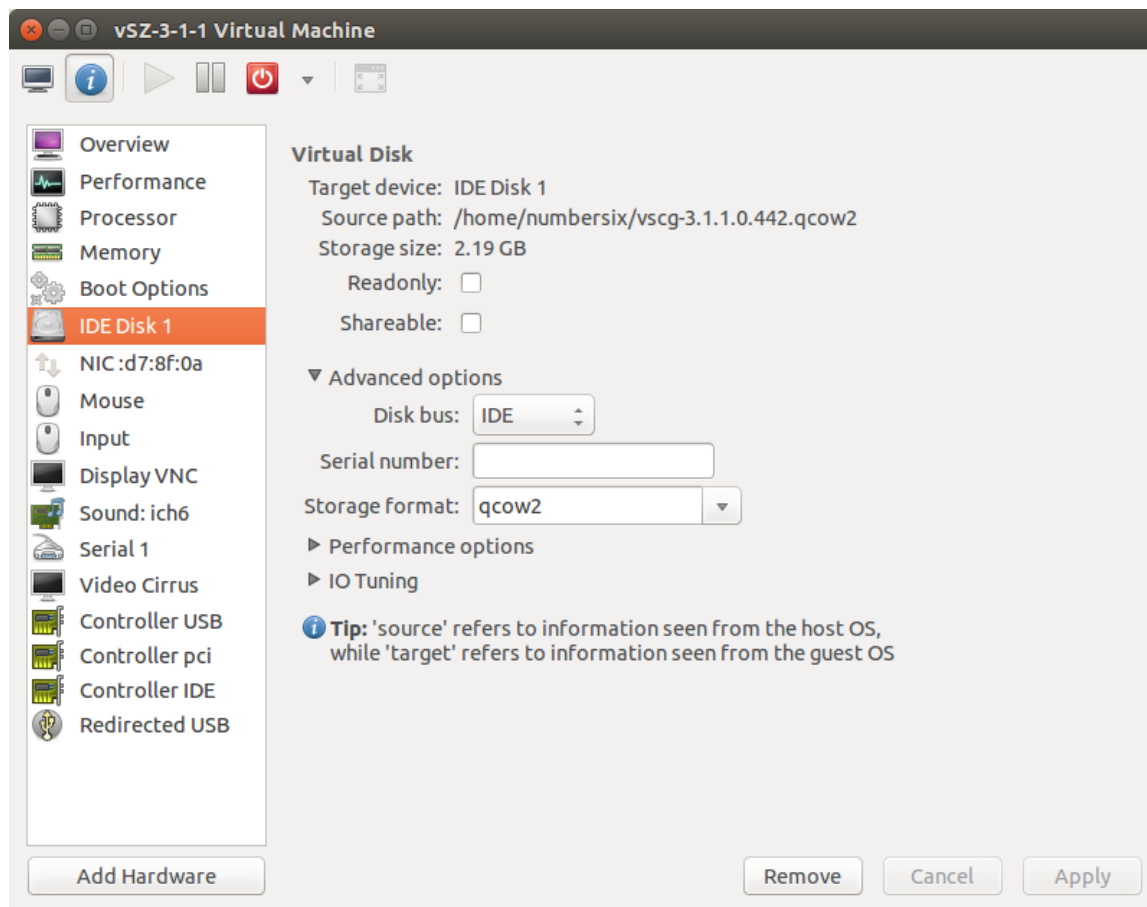 vSZ-3-1-1 Virtual Machine
Overview
Performance
Processor
Memory
Boot Options
IDE Disk 1
NIC :d7:8f:0a
Mouse
Input
Display VNC
Sound: ich6
Serial 1
Video Cirrus
Controller USB
Controller pci
Controller IDE
Redirected USB
Add Hardware
Virtual Disk
Target device: IDE Disk 1
Source path: /home/numbersix/vscg-3.1.1.0.442.qcow2
Storage size: 2.19 GB
Readonly:
Shareable:
Advanced options
Disk bus: IDE
Serial number:
Storage format: qcow2
Performance options
IO Tuning
Tip: 'source' refers to information seen from the host OS,
while 'target' refers to information seen from the guest OS
Remove Cancel Apply